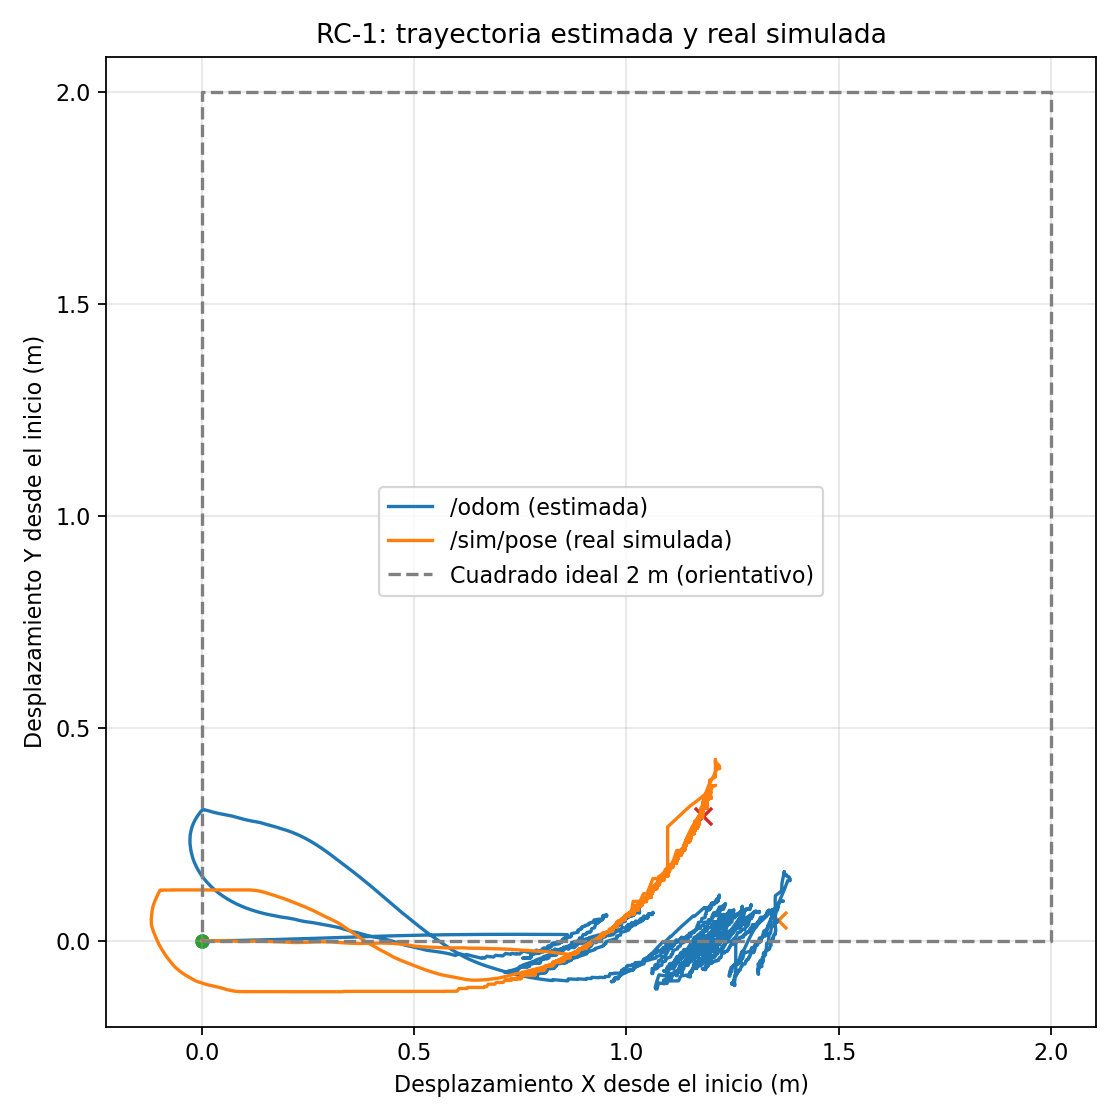 RC-1: trayectoria estimada y real simulada
Desplazamiento Y desde el inicio (m)
2.0
1.5
1.0
0.5
0.0
/odom (estimada)
/sim/pose (real simulada)
Cuadrado ideal 2 m (orientativo)
0.0 0.5 1.0 1.5 2.0
Desplazamiento X desde el inicio (m)